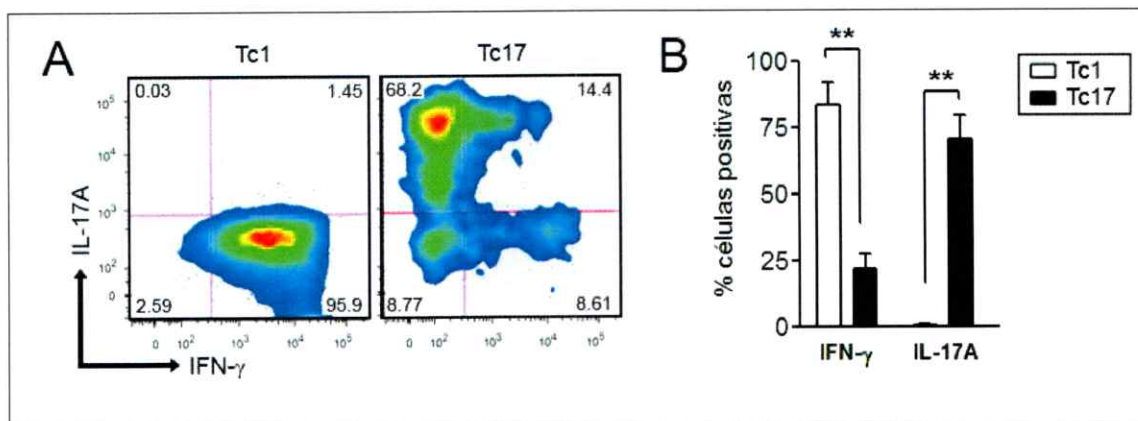 A
Tc1
Tc17
0.03 1.45
2.59 95.9
68.2 14.4
8.77 8.61
10⁵
10⁴
10³
10²
0
IL-17A
0 10² 10³ 10⁴ 10⁵
0 10² 10³ 10⁴ 10⁵
IFN-γ
B
** **
Tc1
Tc17
% células positivas
100
75
50
25
0
IFN-γ IL-17A